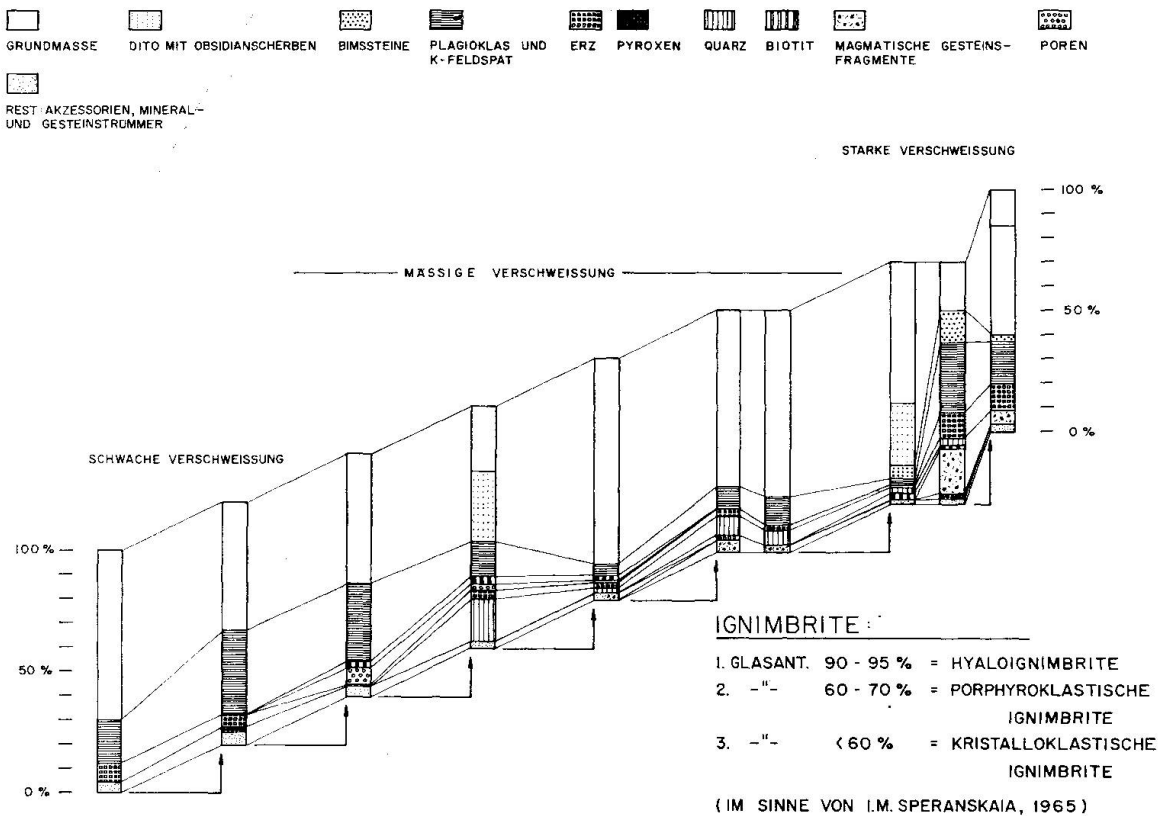 GRUNDMASSE
DITO MIT OBSIDIANSCHERBEN
BIMSSTEINE
PLAGIOKLAS UND
K-FELDSPAT
ERZ
PYROXEN
QUARZ
BIOTIT
MAGMATISCHE GESTEINS-
FRAGMENTE
POREN
REST: AKZESSORIEN, MINERAL-
UND GESTEINSTRÜMMER
STARKE VERSCHWEISSUNG
100 %
MÄSSIGE VERSCHWEISSUNG
50 %
0 %
SCHWACHE VERSCHWEISSUNG
100 %
50 %
0 %
IGNIMBRITE:
1. GLASANT. 90 - 95 % = HYALOIGNIMBRITE
2. -"- 60 - 70 % = PORPHYROKLASTISCHE
IGNIMBRITE
3. -"- < 60 % = KRISTALLOKLASTISCHE
IGNIMBRITE
(IM SINNE VON I.M. SPERANSKAIA, 1965)